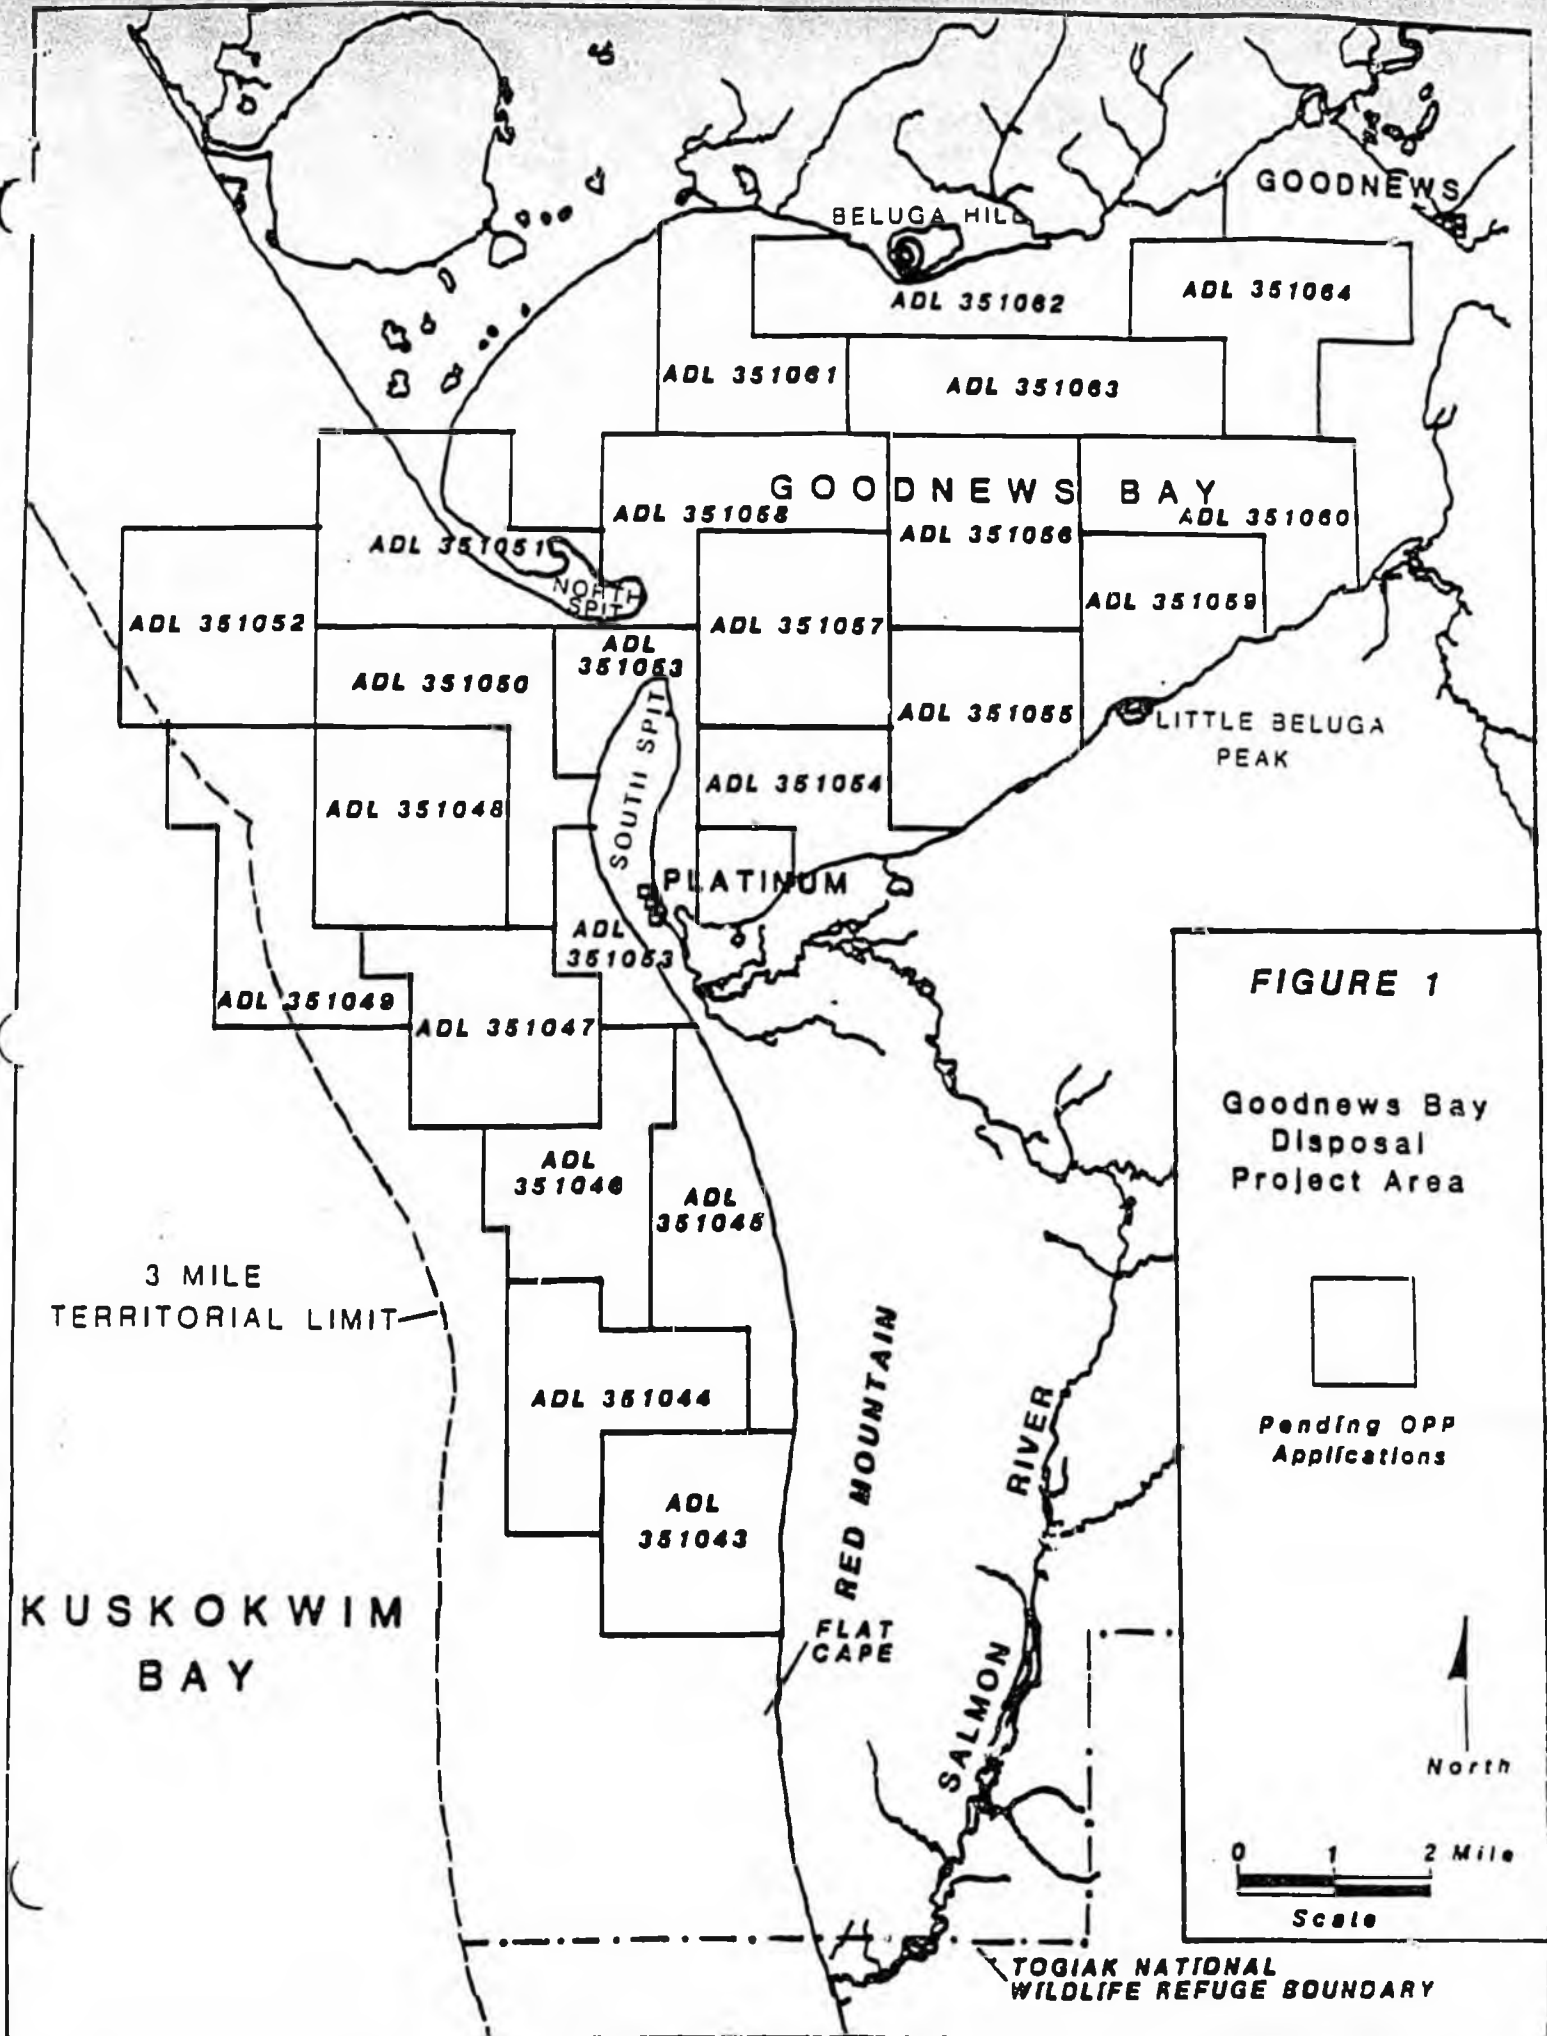 GOODNEWS
BELUGA HILL
ADL 351062
ADL 351064
ADL 351061
ADL 351063
GOODNEWS BAY
ADL 351058
ADL 351056
ADL 351060
ADL 351051
NORTH
SPIT
ADL 351052
ADL 351057
ADL 351059
ADL
351053
ADL 351050
ADL 351055
SOUTH SPIT
LITTLE BELUGA
PEAK
ADL 351054
ADL 351048
PLATINUM
ADL
351053
ADL 351049
ADL 351047
FIGURE 1
Goodnews Bay
Disposal
Project Area
ADL
351046
ADL
351045
3 MILE
TERRITORIAL LIMIT
ADL 351044
RED MOUNTAIN
Pending OPP
Applications
ADL
351043
SALMON RIVER
KUSKOKWIM
BAY
FLAT
CAPE
North
0 1 2 Mile
Scale
TOGIAK NATIONAL
WILDLIFE REFUGE BOUNDARY